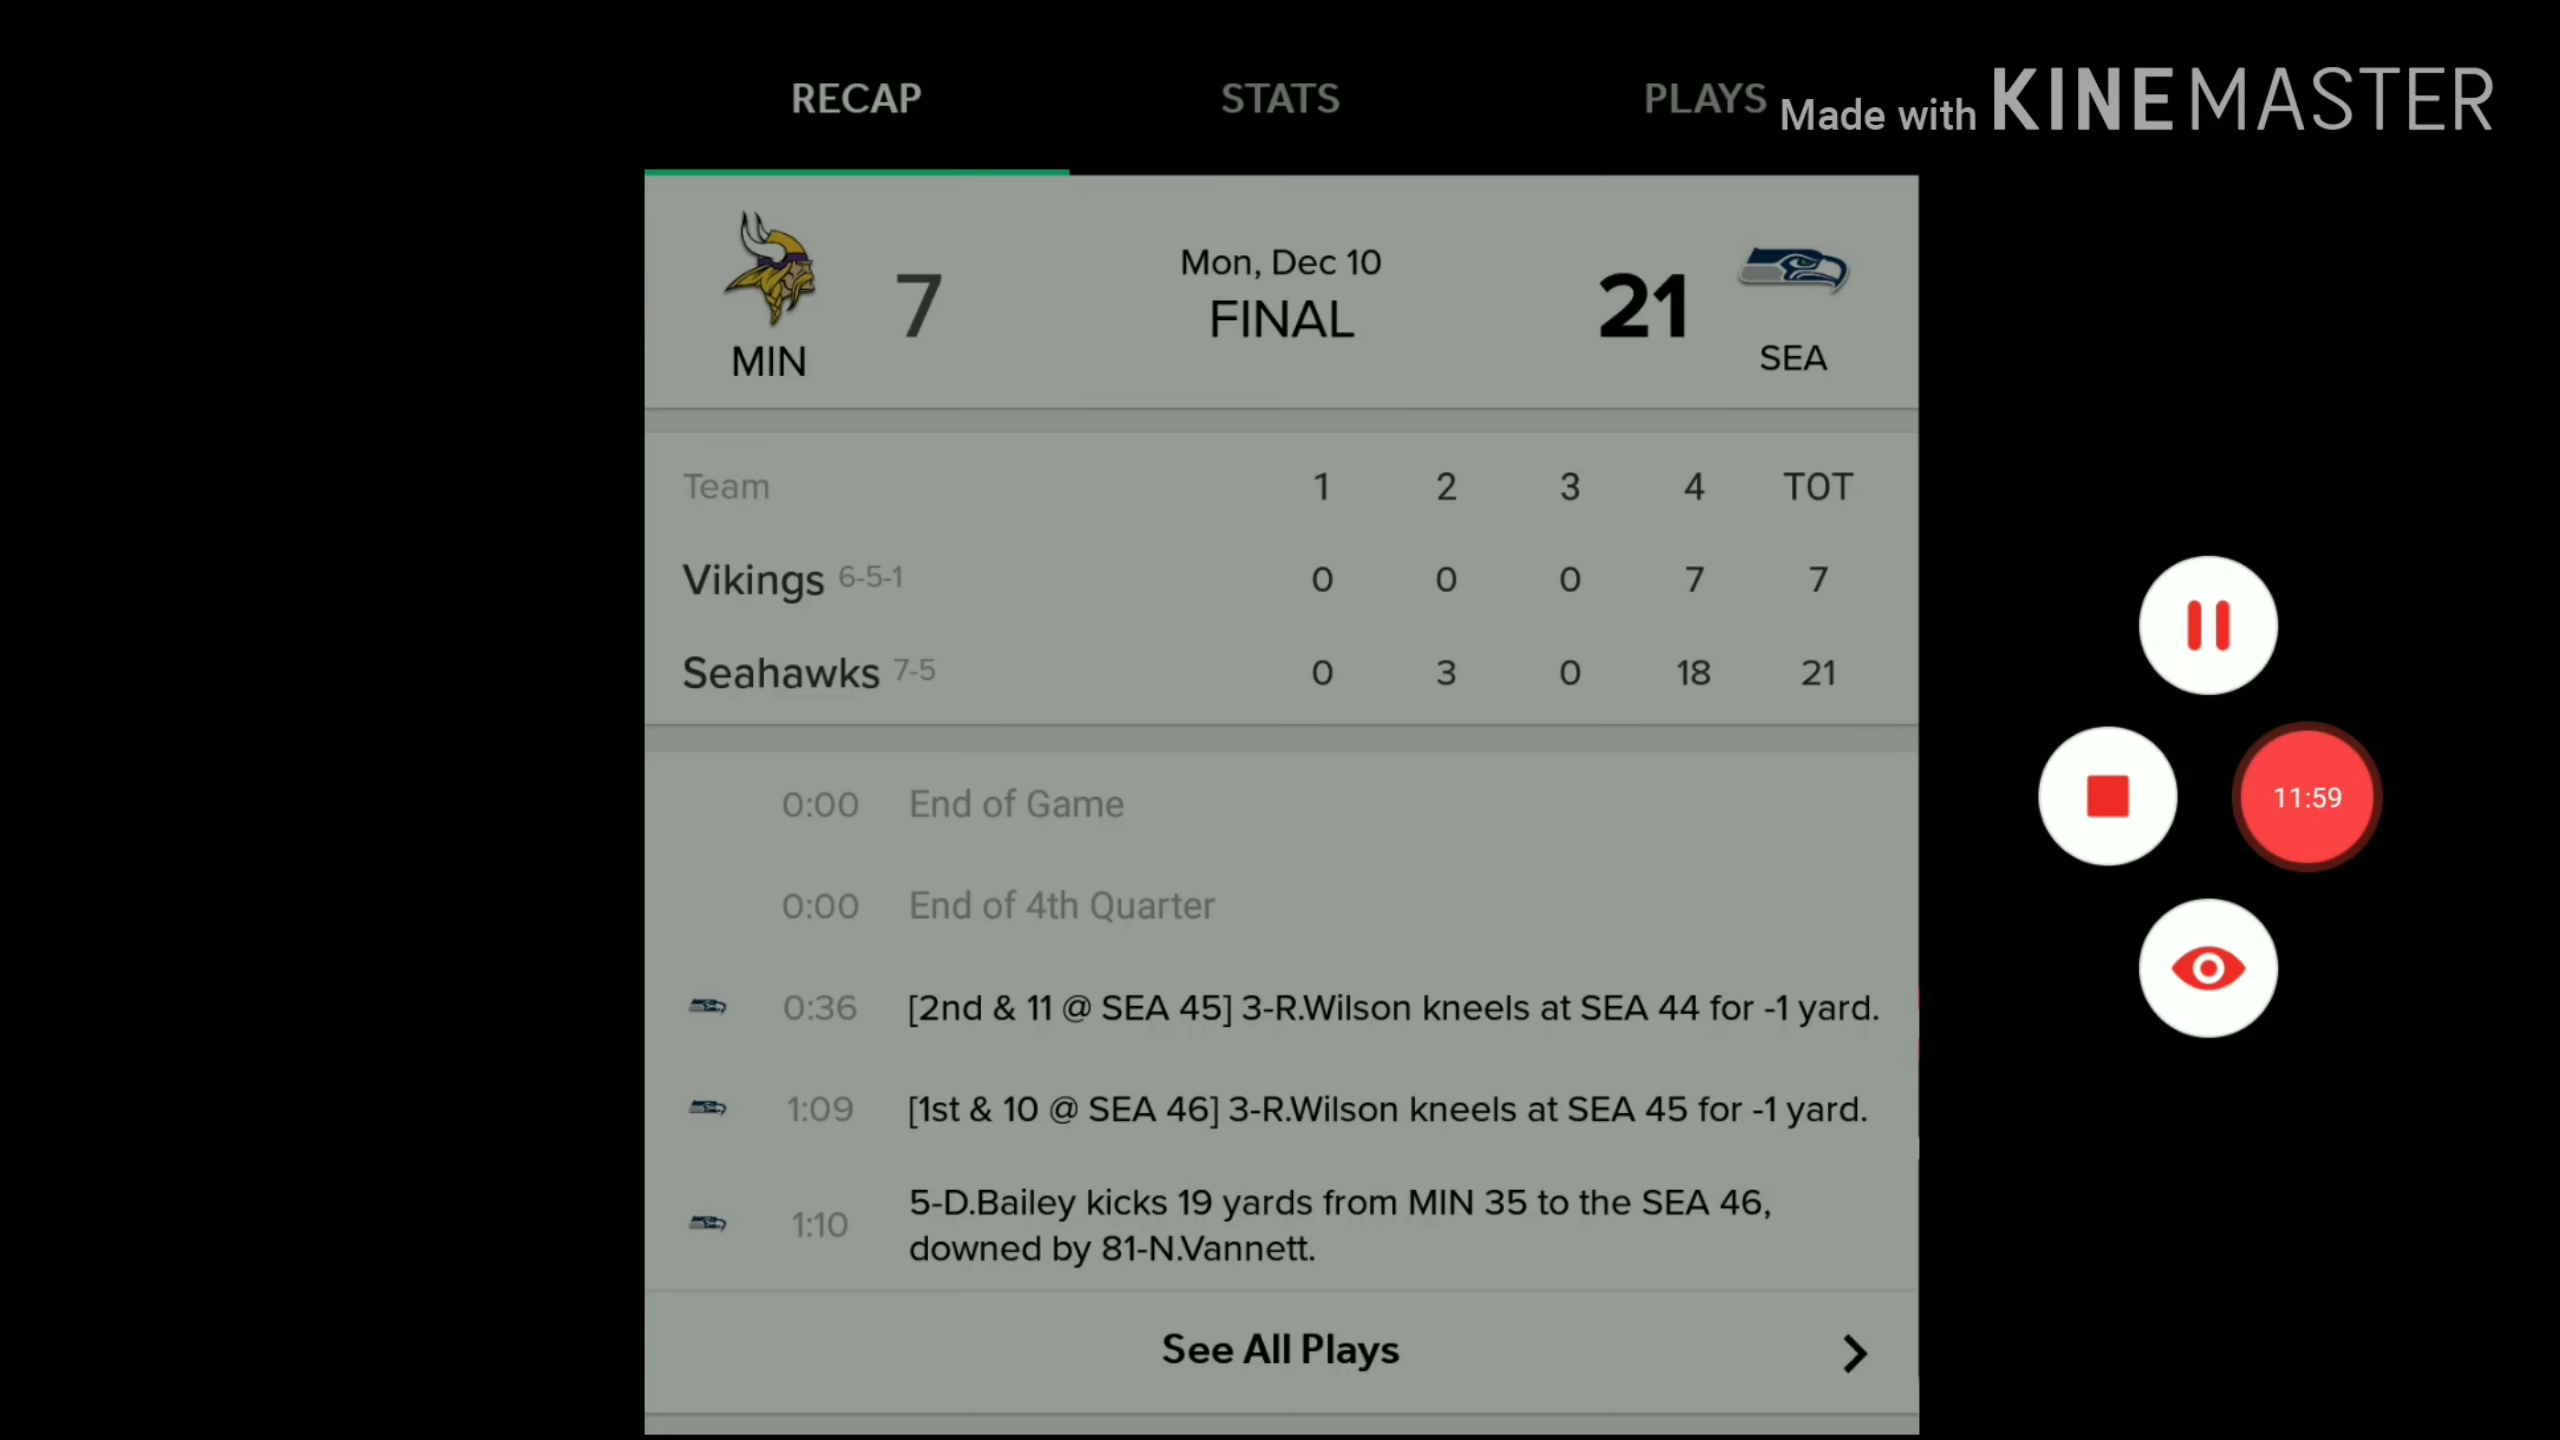 RECAP STATS PLAYS
Made with KINEMASTER
7 Mon, Dec 10 21
FINAL
MIN SEA
Team 1 2 3 4 TOT
Vikings 6-5-1 0 0 0 7 7
Seahawks 7-5 0 3 0 18 21
0:00 End of Game
0:00 End of 4th Quarter
0:36 [2nd & 11 @ SEA 45] 3-R.Wilson kneels at SEA 44 for -1 yard.
1:09 [1st & 10 @ SEA 46] 3-R.Wilson kneels at SEA 45 for -1 yard.
1:10 5-D.Bailey kicks 19 yards from MIN 35 to the SEA 46,
downed by 81-N.Vannett.
See All Plays
11:59